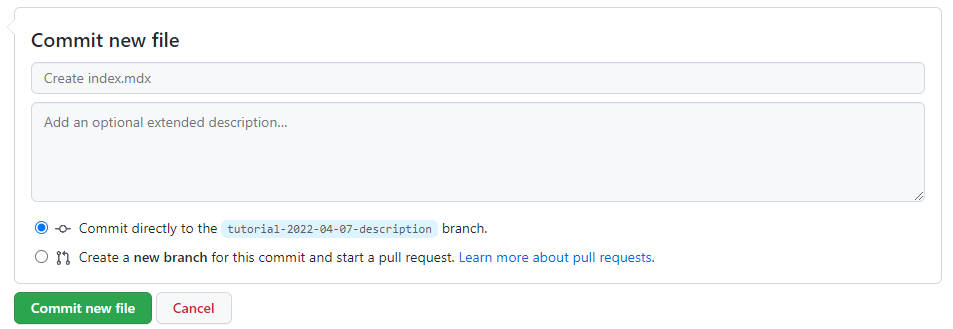 Commit new file
Create index.mdx
Add an optional extended description…
Commit directly to the tutorial-2022-04-07-description branch.
Create a new branch for this commit and start a pull request. Learn more about pull requests.
Commit new file Cancel